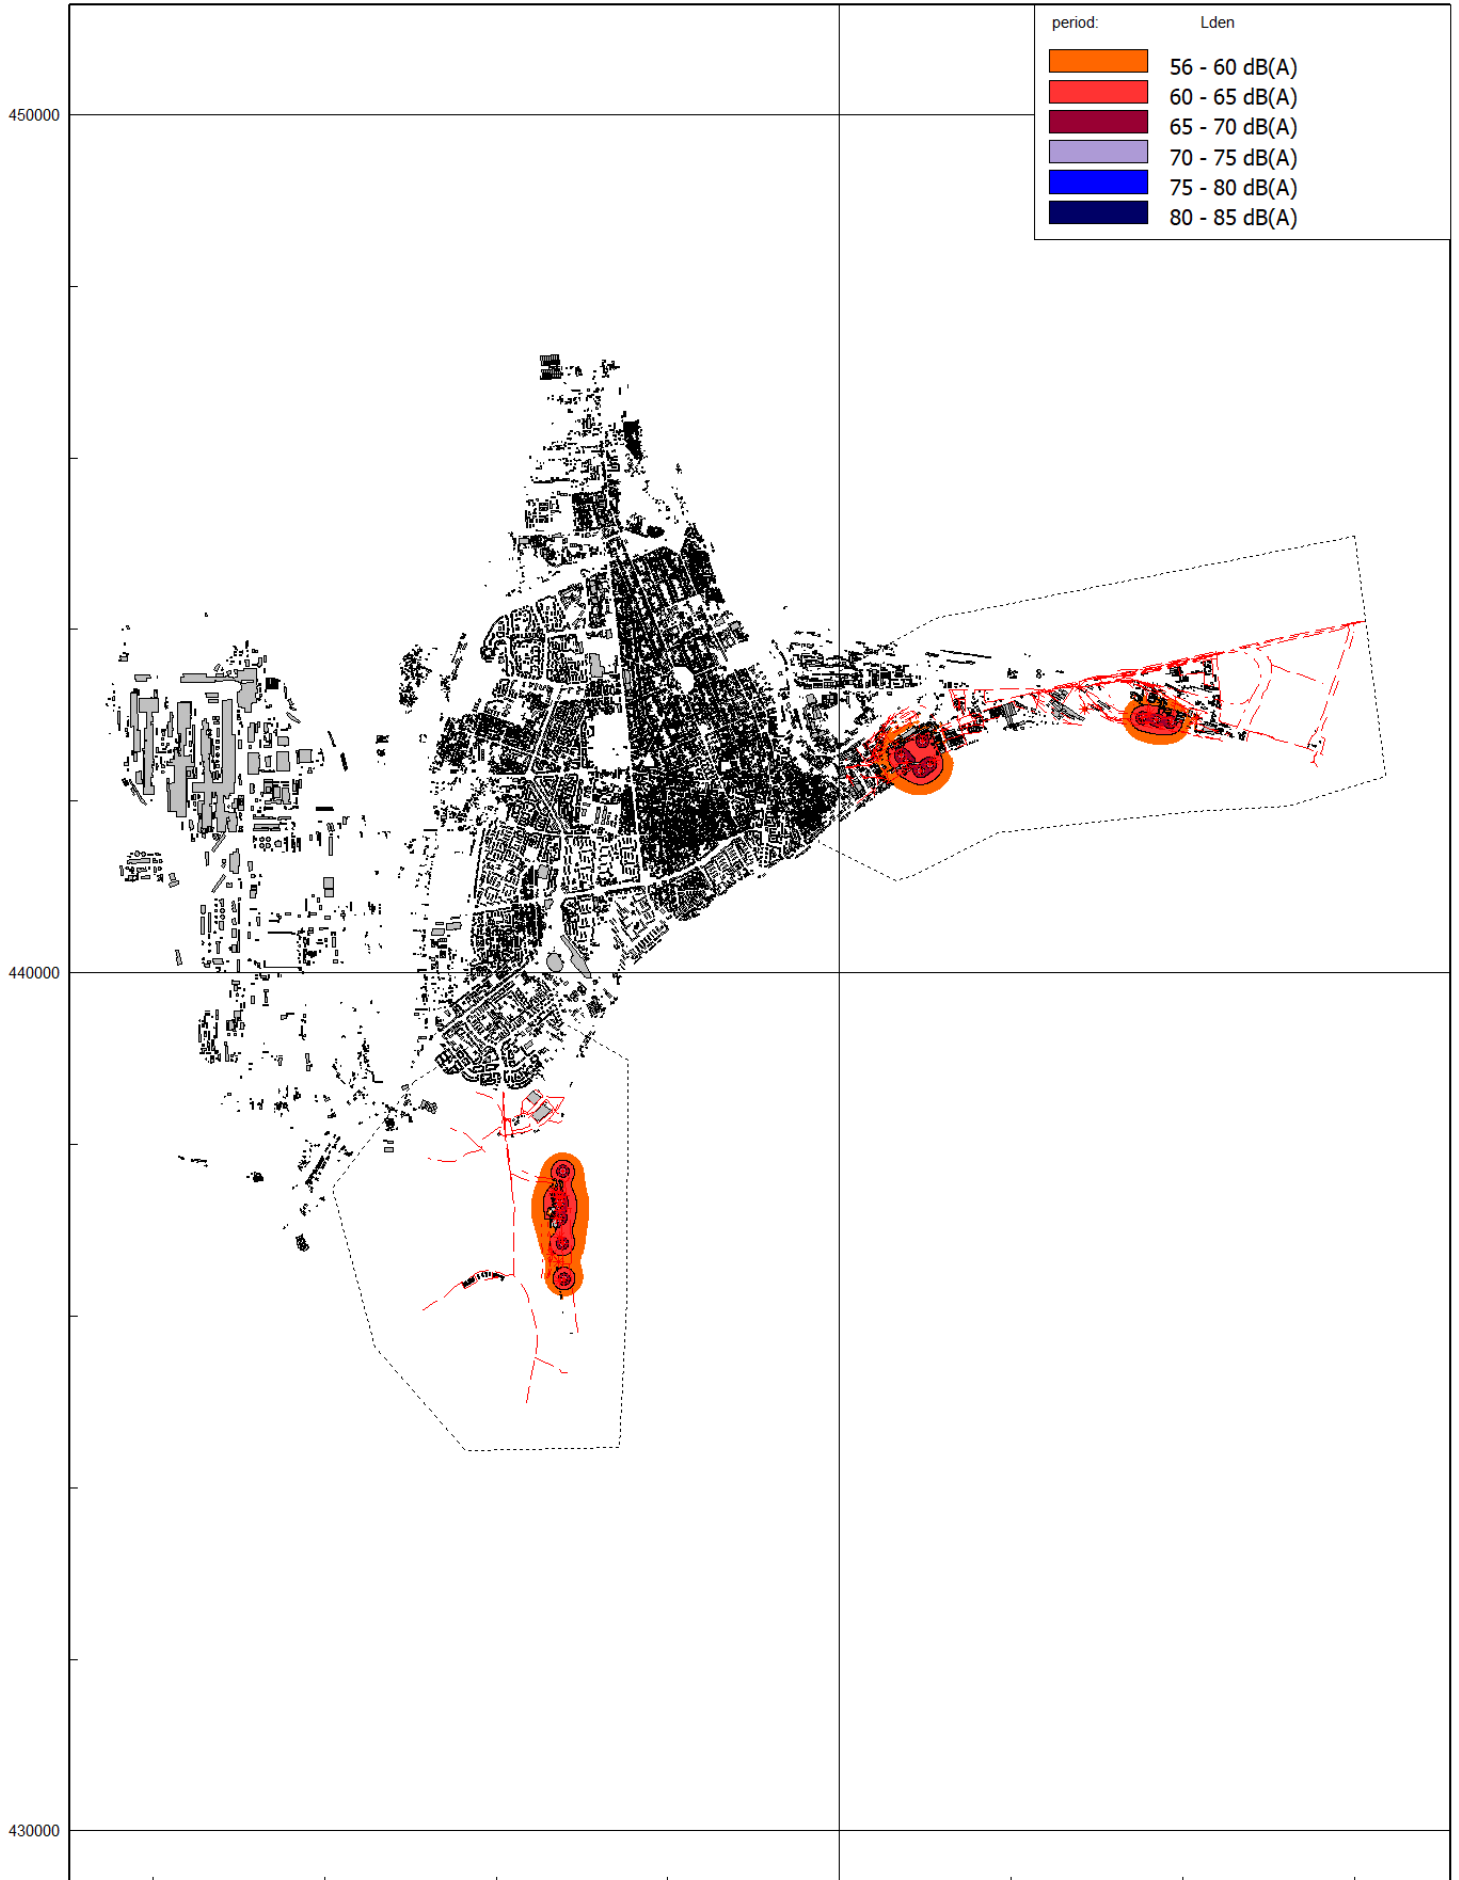 period: Lden
56 - 60 dB(A)
60 - 65 dB(A)
65 - 70 dB(A)
70 - 75 dB(A)
75 - 80 dB(A)
80 - 85 dB(A)
450000
440000
430000